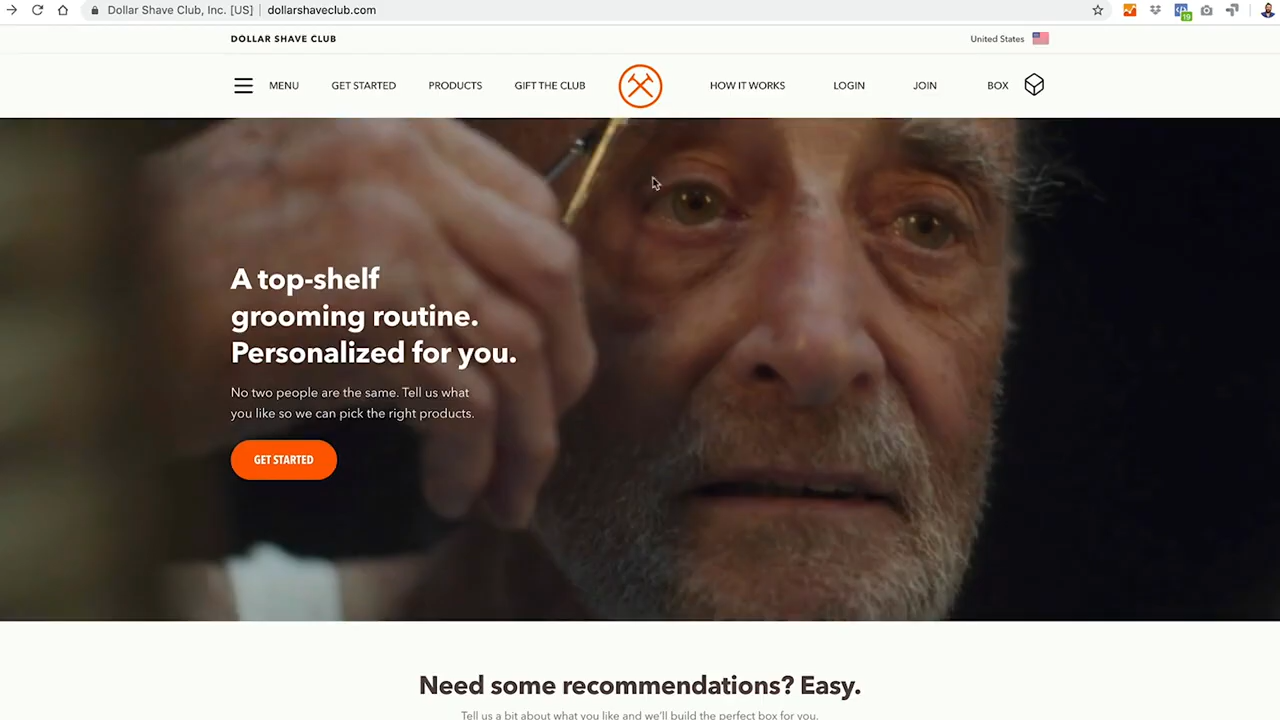 Dollar Shave Club, Inc. [US] | dollarshaveclub.com
19
DOLLAR SHAVE CLUB
United States
MENU
GET STARTED
PRODUCTS
GIFT THE CLUB
HOW IT WORKS
LOGIN
JOIN
BOX
A top-shelf
grooming routine.
Personalized for you.
No two people are the same. Tell us what
you like so we can pick the right products.
GET STARTED
Need some recommendations? Easy.
Tell us a bit about what you like and we'll build the perfect box for you.